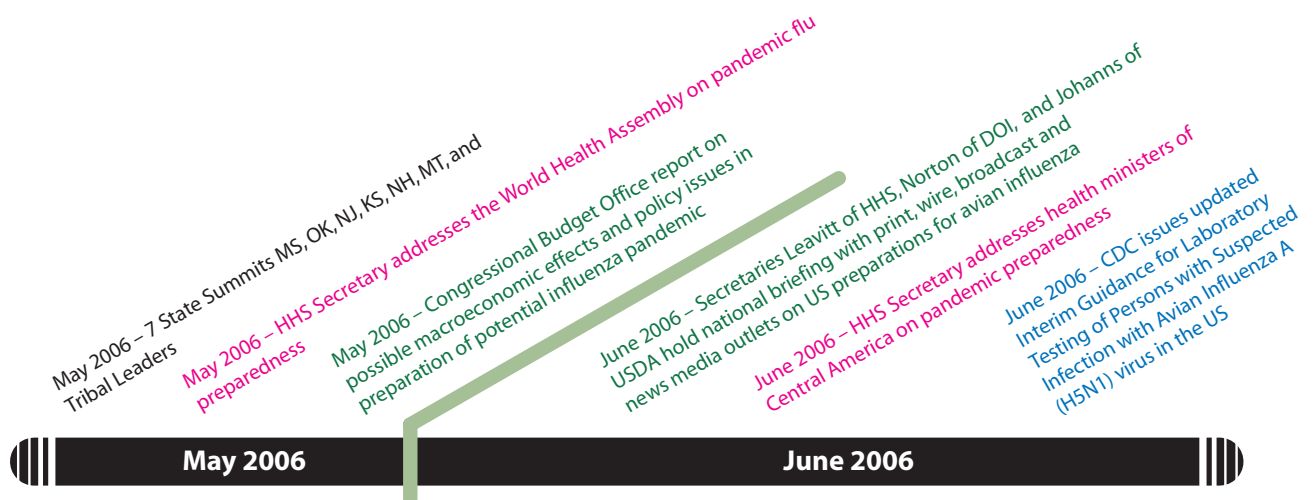 May 2006 – 7 State Summits MS, OK, NJ, KS, NH, MT, and
Tribal Leaders
May 2006 – HHS Secretary addresses the World Health Assembly on pandemic flu
preparedness
May 2006 – Congressional Budget Office report on
possible macroeconomic effects and policy issues in
preparation of potential influenza pandemic
June 2006 – Secretaries Leavitt of HHS, Norton of DOI, and Johanns of
USDA hold national briefing with print, wire, broadcast and
news media outlets on US preparations for avian influenza
June 2006 – HHS Secretary addresses health ministers of
Central America on pandemic preparedness
June 2006 – CDC issues updated
Interim Guidance for Laboratory
Testing of Persons with Suspected
Infection with Avian Influenza A
(H5N1) virus in the US
May 2006
June 2006